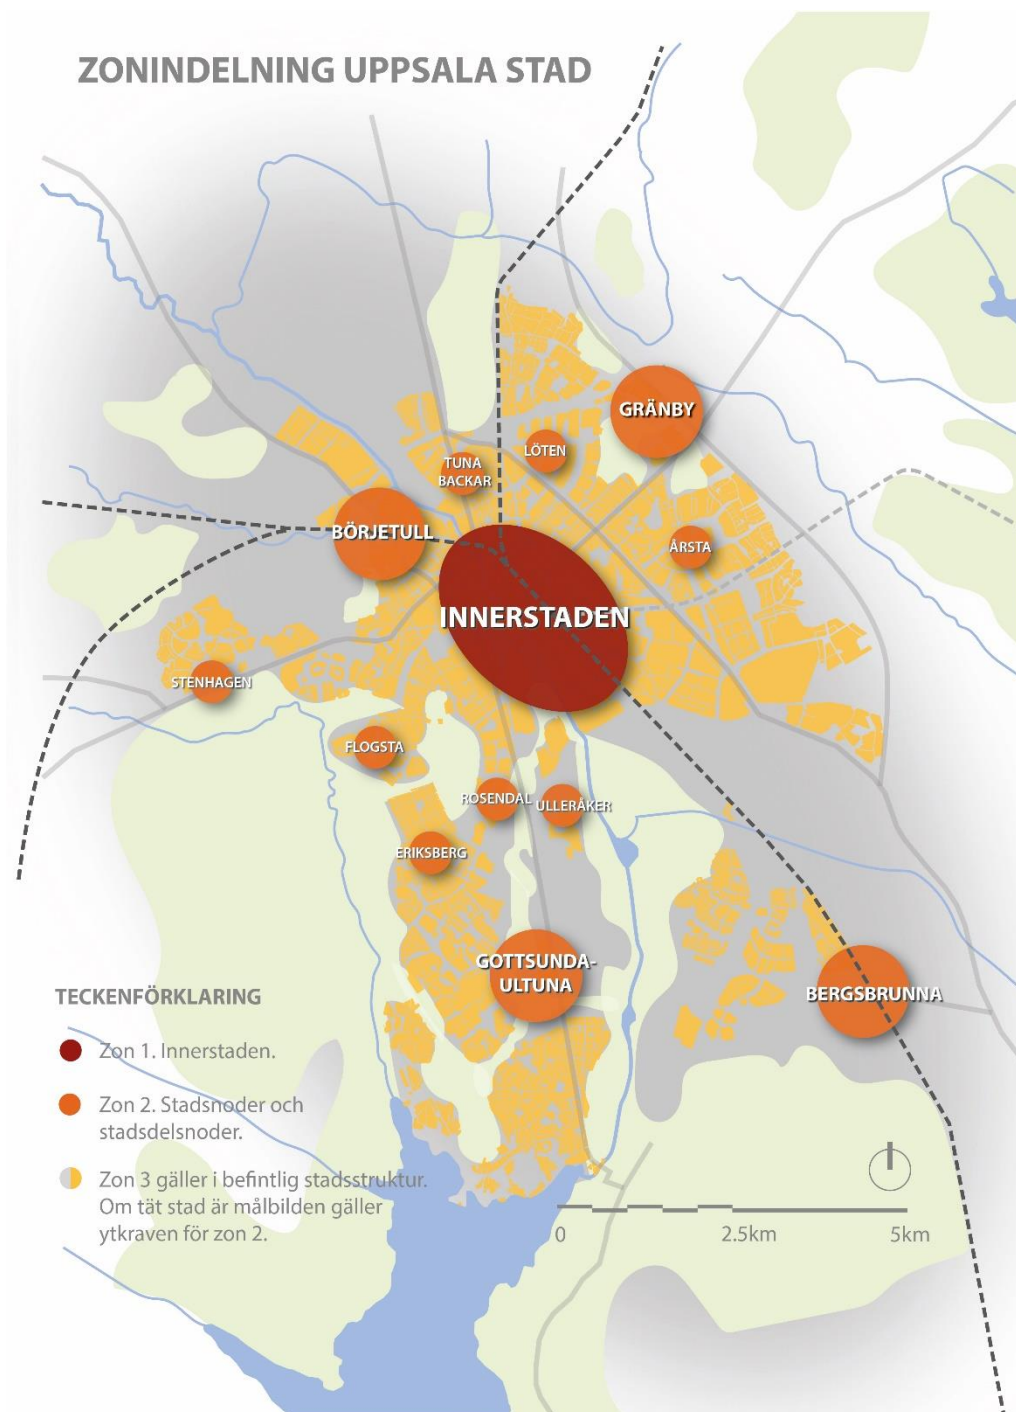 ZONINDELNING UPPSALA STAD
GRÄNBY
LÖTEN
TUNA
BACKAR
BÖRJETULL
ÅRSTA
INNERSTADEN
STENHAGEN
FLOGSTA
ROSENDAL
ULLERÅKER
ERIKSBERG
GOTTSUNDA-
ULTUNA
BERGSBRUNNA
TECKENFÖRKLARING
Zon 1. Innerstaden.
Zon 2. Stadsnoder och
stadsdelsnoder.
Zon 3 gäller i befintlig stadsstruktur.
Om tät stad är målbilden gäller
ytkraven för zon 2.
0
2.5km
5km